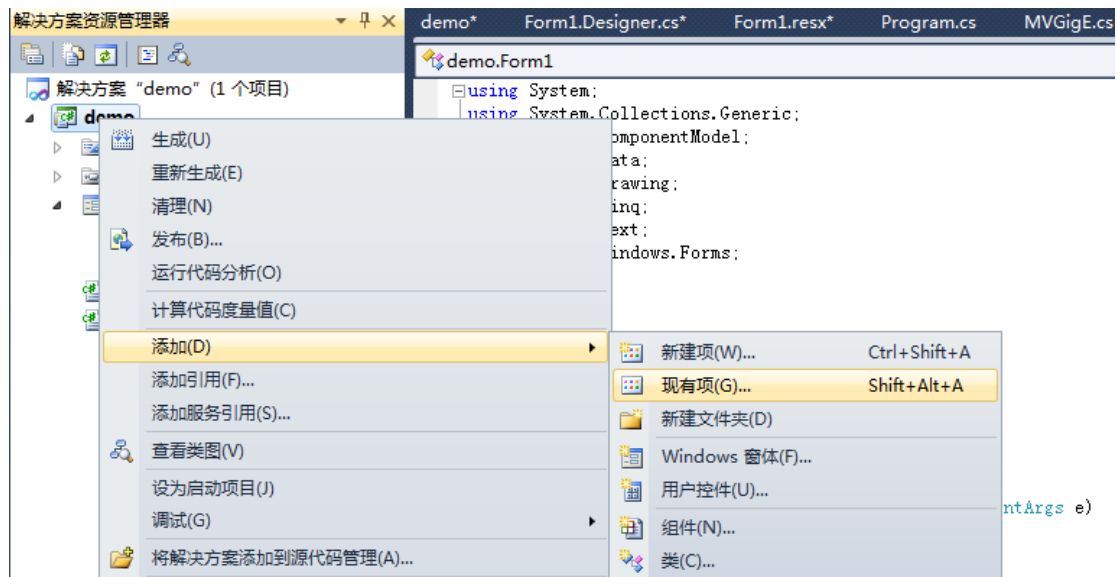 解决方案资源管理器
demo* Form1.Designer.cs* Form1.resx* Program.cs MVGigE.cs
demo.Form1
解决方案 "demo" (1 个项目)
demo
using System;
using System.Collections.Generic;
omponentModel;
ata;
rawing;
inq;
ext;
indows.Forms;
生成(U)
重新生成(E)
清理(N)
发布(B)...
运行代码分析(O)
计算代码度量值(C)
添加(D)
添加引用(F)...
添加服务引用(S)...
查看类图(V)
设为启动项目(J)
调试(G)
将解决方案添加到源代码管理(A)...
新建项(W)... Ctrl+Shift+A
现有项(G)... Shift+Alt+A
新建文件夹(D)
Windows 窗体(F)...
用户控件(U)...
组件(N)...
类(C)...
ntArgs e)